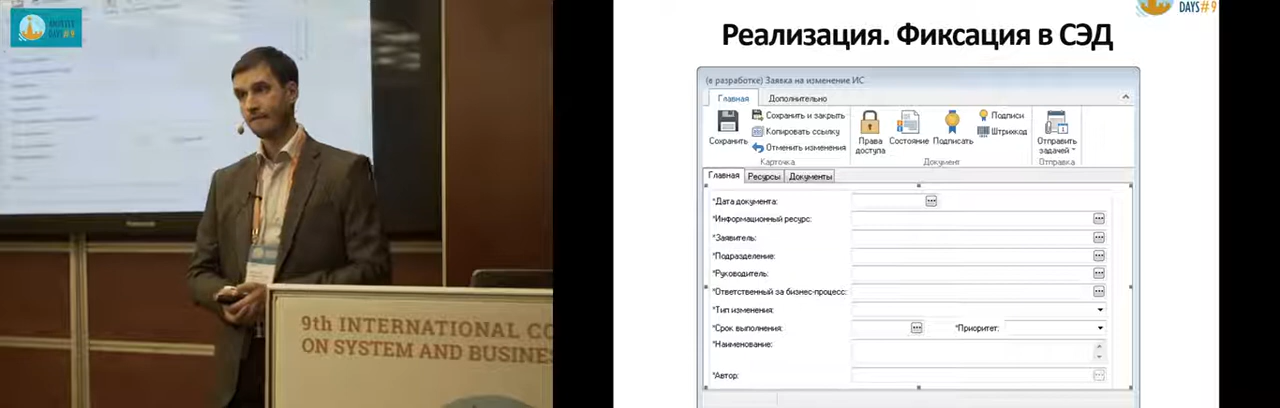 DAYS#9
9th INTERNATIONAL CO
ON SYSTEM AND BUSINES
DAYS#9
Реализация. Фиксация в СЭД
(в разработке) Заявка на изменение ИС
Главная Дополнительно
Сохранить
Сохранить и закрыть
Копировать ссылку
Отменить изменения
Карточка
Права доступа
Состояние
Подписать
Подписи
Штрихкод
Документ
Отправить задачей
Отправка
Главная Ресурсы Документы
*Дата документа:
*Информационный ресурс:
*Заявитель:
*Подразделение:
*Руководитель:
*Ответственный за бизнес-процесс:
*Тип изменения:
*Срок выполнения: *Приоритет:
*Наименование:
*Автор: